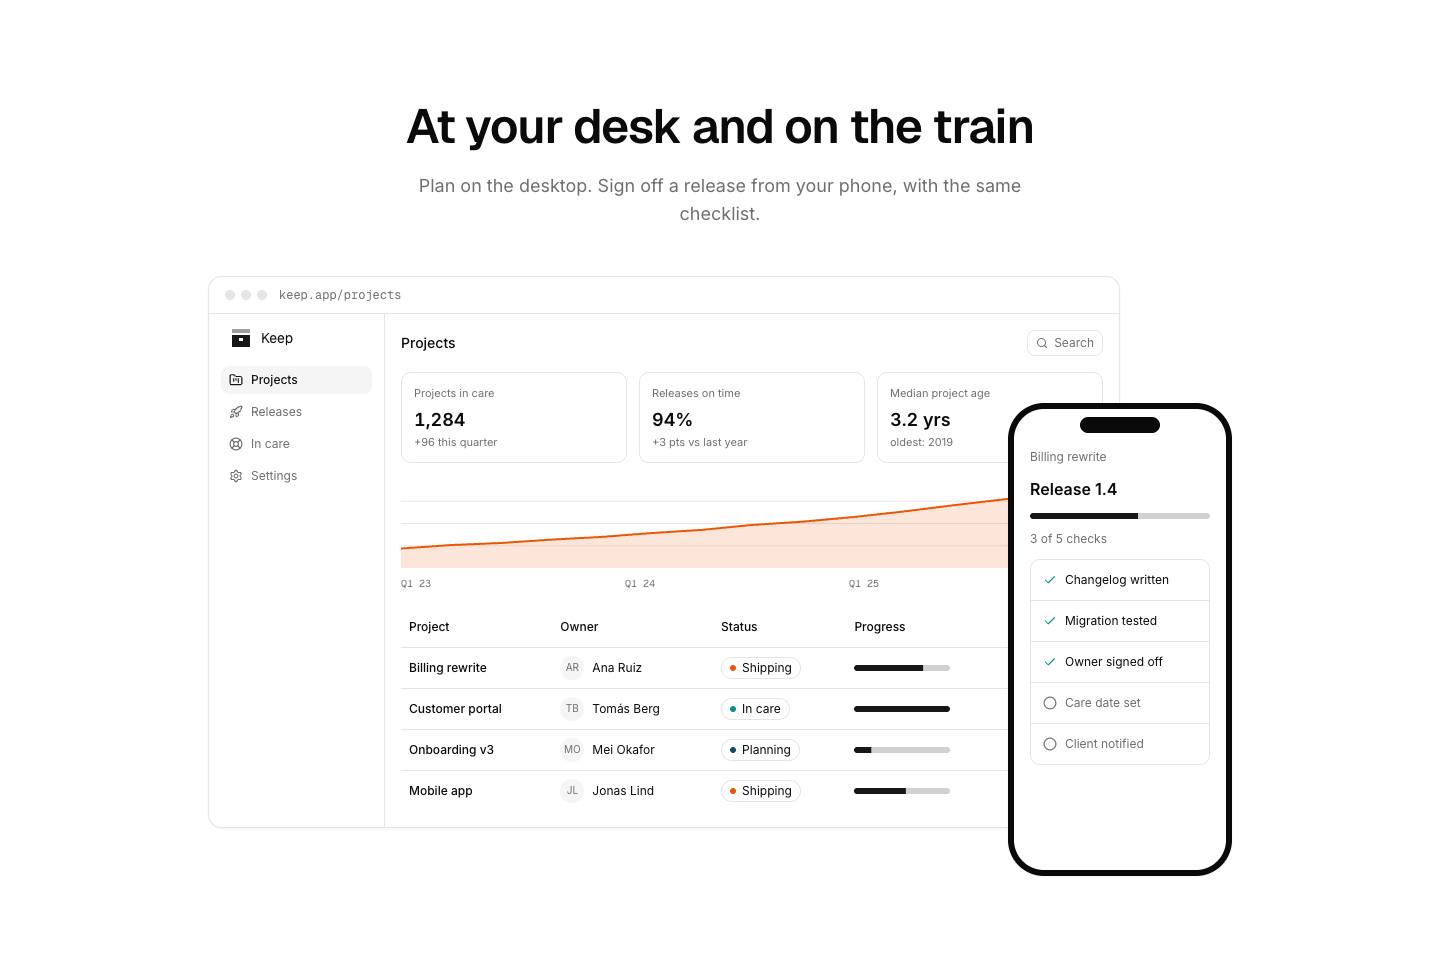 At your desk and on the train
Plan on the desktop. Sign off a release from your phone, with the same
checklist.
keep.app/projects
Keep
Projects
Releases
In care
Settings
Projects
Search
Projects in care
1,284
+96 this quarter
Releases on time
94%
+3 pts vs last year
Median project age
3.2 yrs
oldest: 2019
Q1 23
Q1 24
Q1 25
Project Owner Status Progress
Billing rewrite AR Ana Ruiz Shipping
Customer portal TB Tomás Berg In care
Onboarding v3 MO Mei Okafor Planning
Mobile app JL Jonas Lind Shipping
Billing rewrite
Release 1.4
3 of 5 checks
Changelog written
Migration tested
Owner signed off
Care date set
Client notified